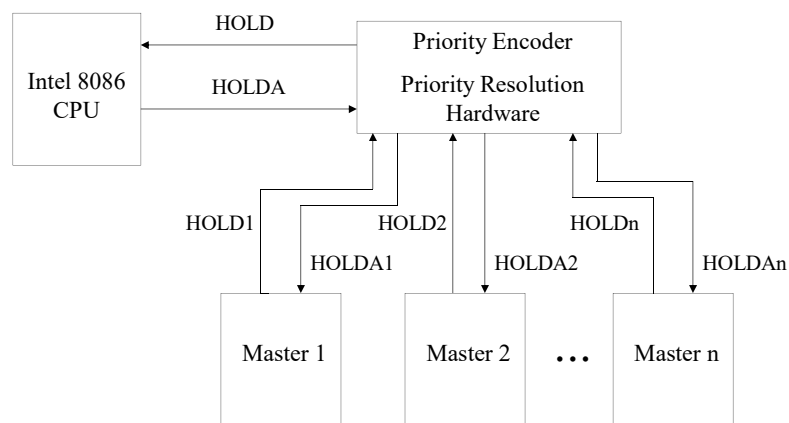 HOLD
Priority Encoder
Intel 8086
CPU
HOLDA
Priority Resolution
Hardware
HOLD1
HOLD2
HOLDn
HOLDA1
HOLDA2
HOLDAn
Master 1
Master 2
...
Master n